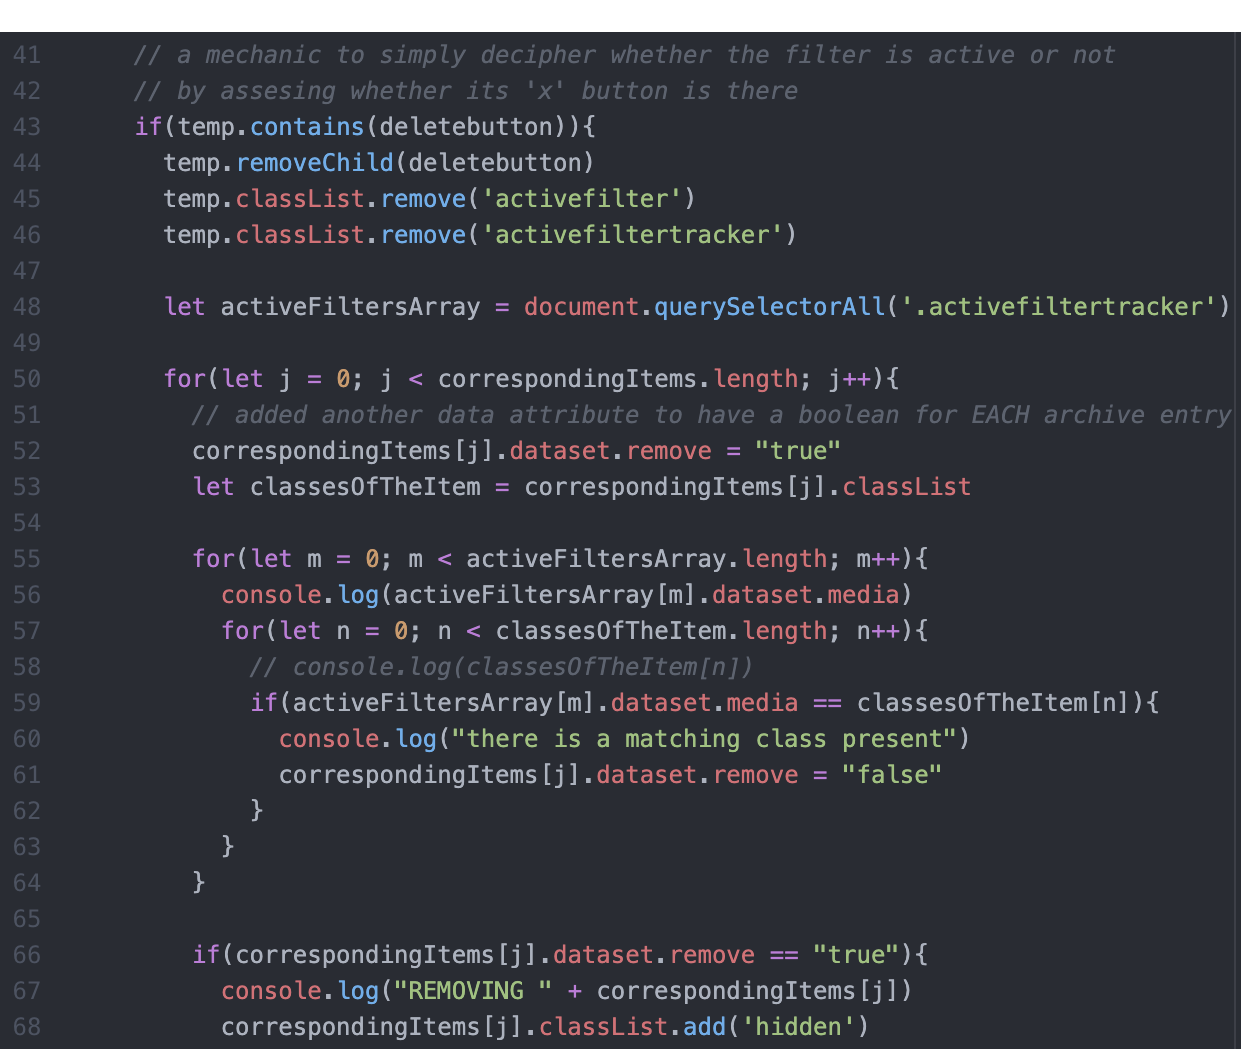 41 // a mechanic to simply decipher whether the filter is active or not
42 // by assesing whether its 'x' button is there
43 if(temp.contains(deletebutton)){
44 temp.removeChild(deletebutton)
45 temp.classList.remove('activefilter')
46 temp.classList.remove('activefiltertracker')
47
48 let activeFiltersArray = document.querySelectorAll('.activefiltertracker')
49
50 for(let j = 0; j < correspondingItems.length; j++){
51 // added another data attribute to have a boolean for EACH archive entry
52 correspondingItems[j].dataset.remove = "true"
53 let classesOfTheItem = correspondingItems[j].classList
54
55 for(let m = 0; m < activeFiltersArray.length; m++){
56 console.log(activeFiltersArray[m].dataset.media)
57 for(let n = 0; n < classesOfTheItem.length; n++){
58 // console.log(classesOfTheItem[n])
59 if(activeFiltersArray[m].dataset.media == classesOfTheItem[n]){
60 console.log("there is a matching class present")
61 correspondingItems[j].dataset.remove = "false"
62 }
63 }
64 }
65
66 if(correspondingItems[j].dataset.remove == "true"){
67 console.log("REMOVING " + correspondingItems[j])
68 correspondingItems[j].classList.add('hidden')